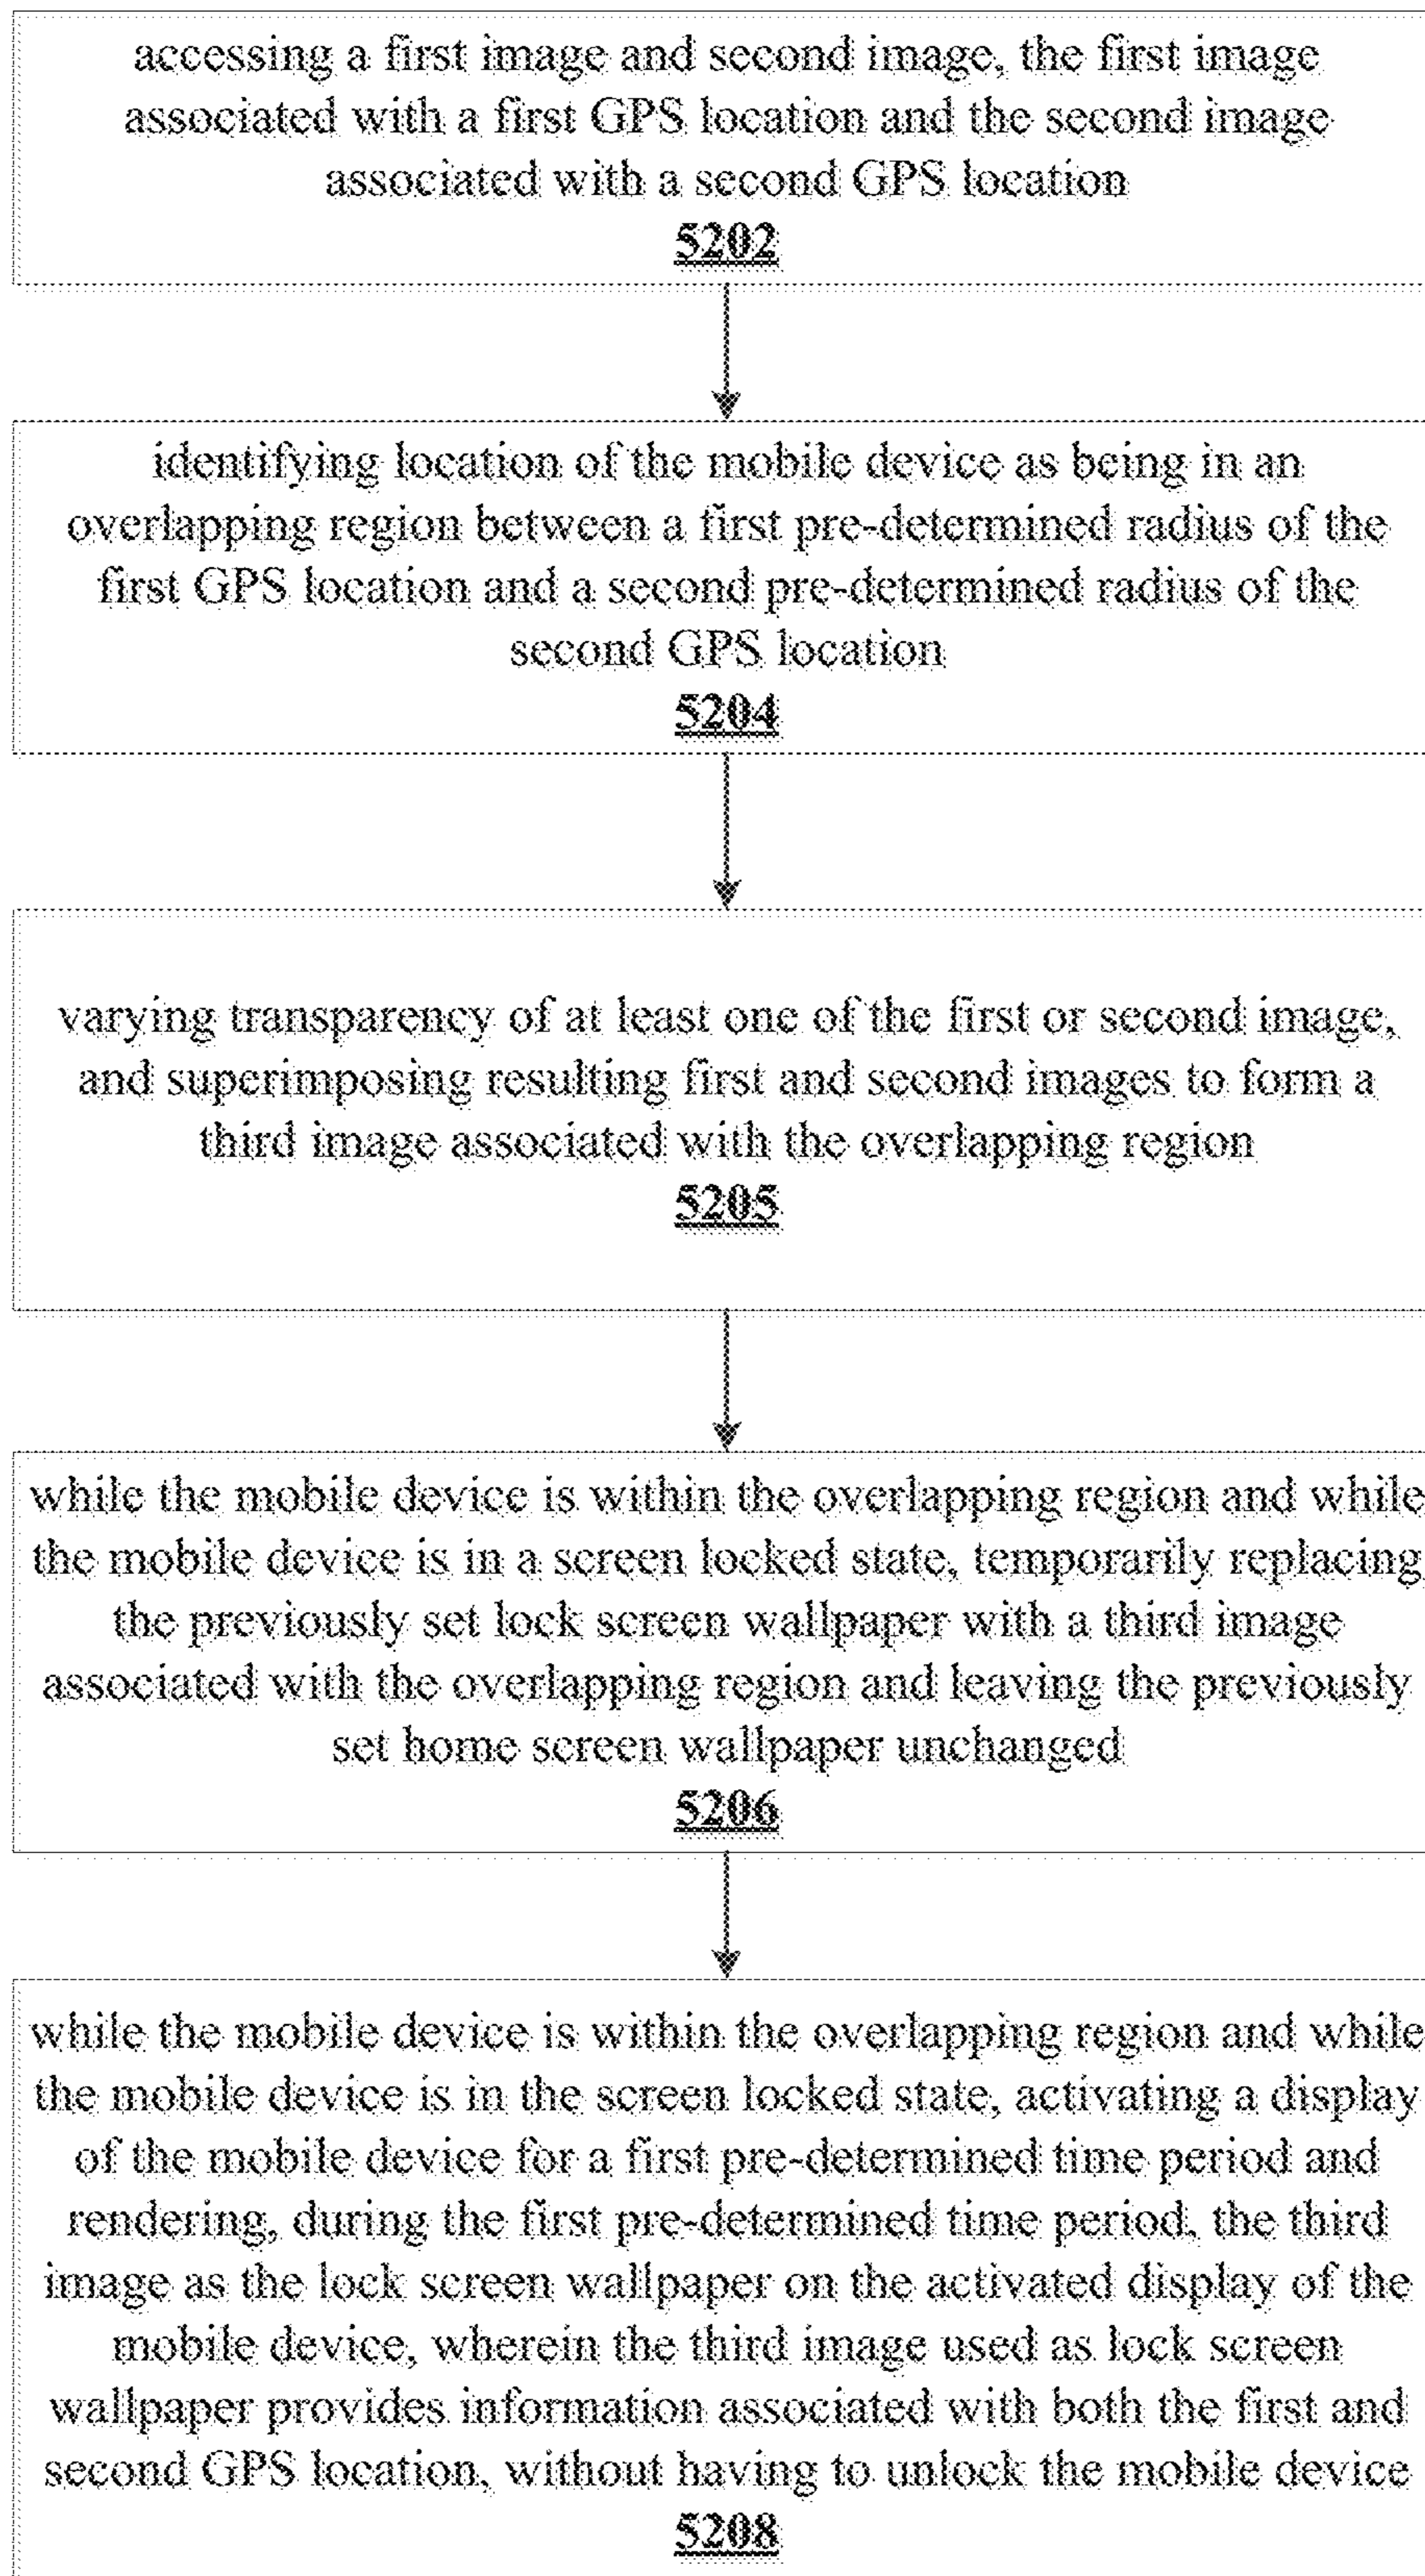 accessing a first image and second image, the first image
associated with a first GPS location and the second image
associated with a second GPS location
5202
identifying location of the mobile device as being in an
overlapping region between a first pre-determined radius of the
first GPS location and a second pre-determined radius of the
second GPS location
5204
varying transparency of at least one of the first or second image,
and superimposing resulting first and second images to form a
third image associated with the overlapping region
5205
while the mobile device is within the overlapping region and while
the mobile device is in a screen locked state, temporarily replacing
the previously set lock screen wallpaper with a third image
associated with the overlapping region and leaving the previously
set home screen wallpaper unchanged
5206
while the mobile device is within the overlapping region and while
the mobile device is in the screen locked state, activating a display
of the mobile device for a first pre-determined time period and
rendering, during the first pre-determined time period, the third
image as the lock screen wallpaper on the activated display of the
mobile device, wherein the third image used as lock screen
wallpaper provides information associated with both the first and
second GPS location, without having to unlock the mobile device
5208